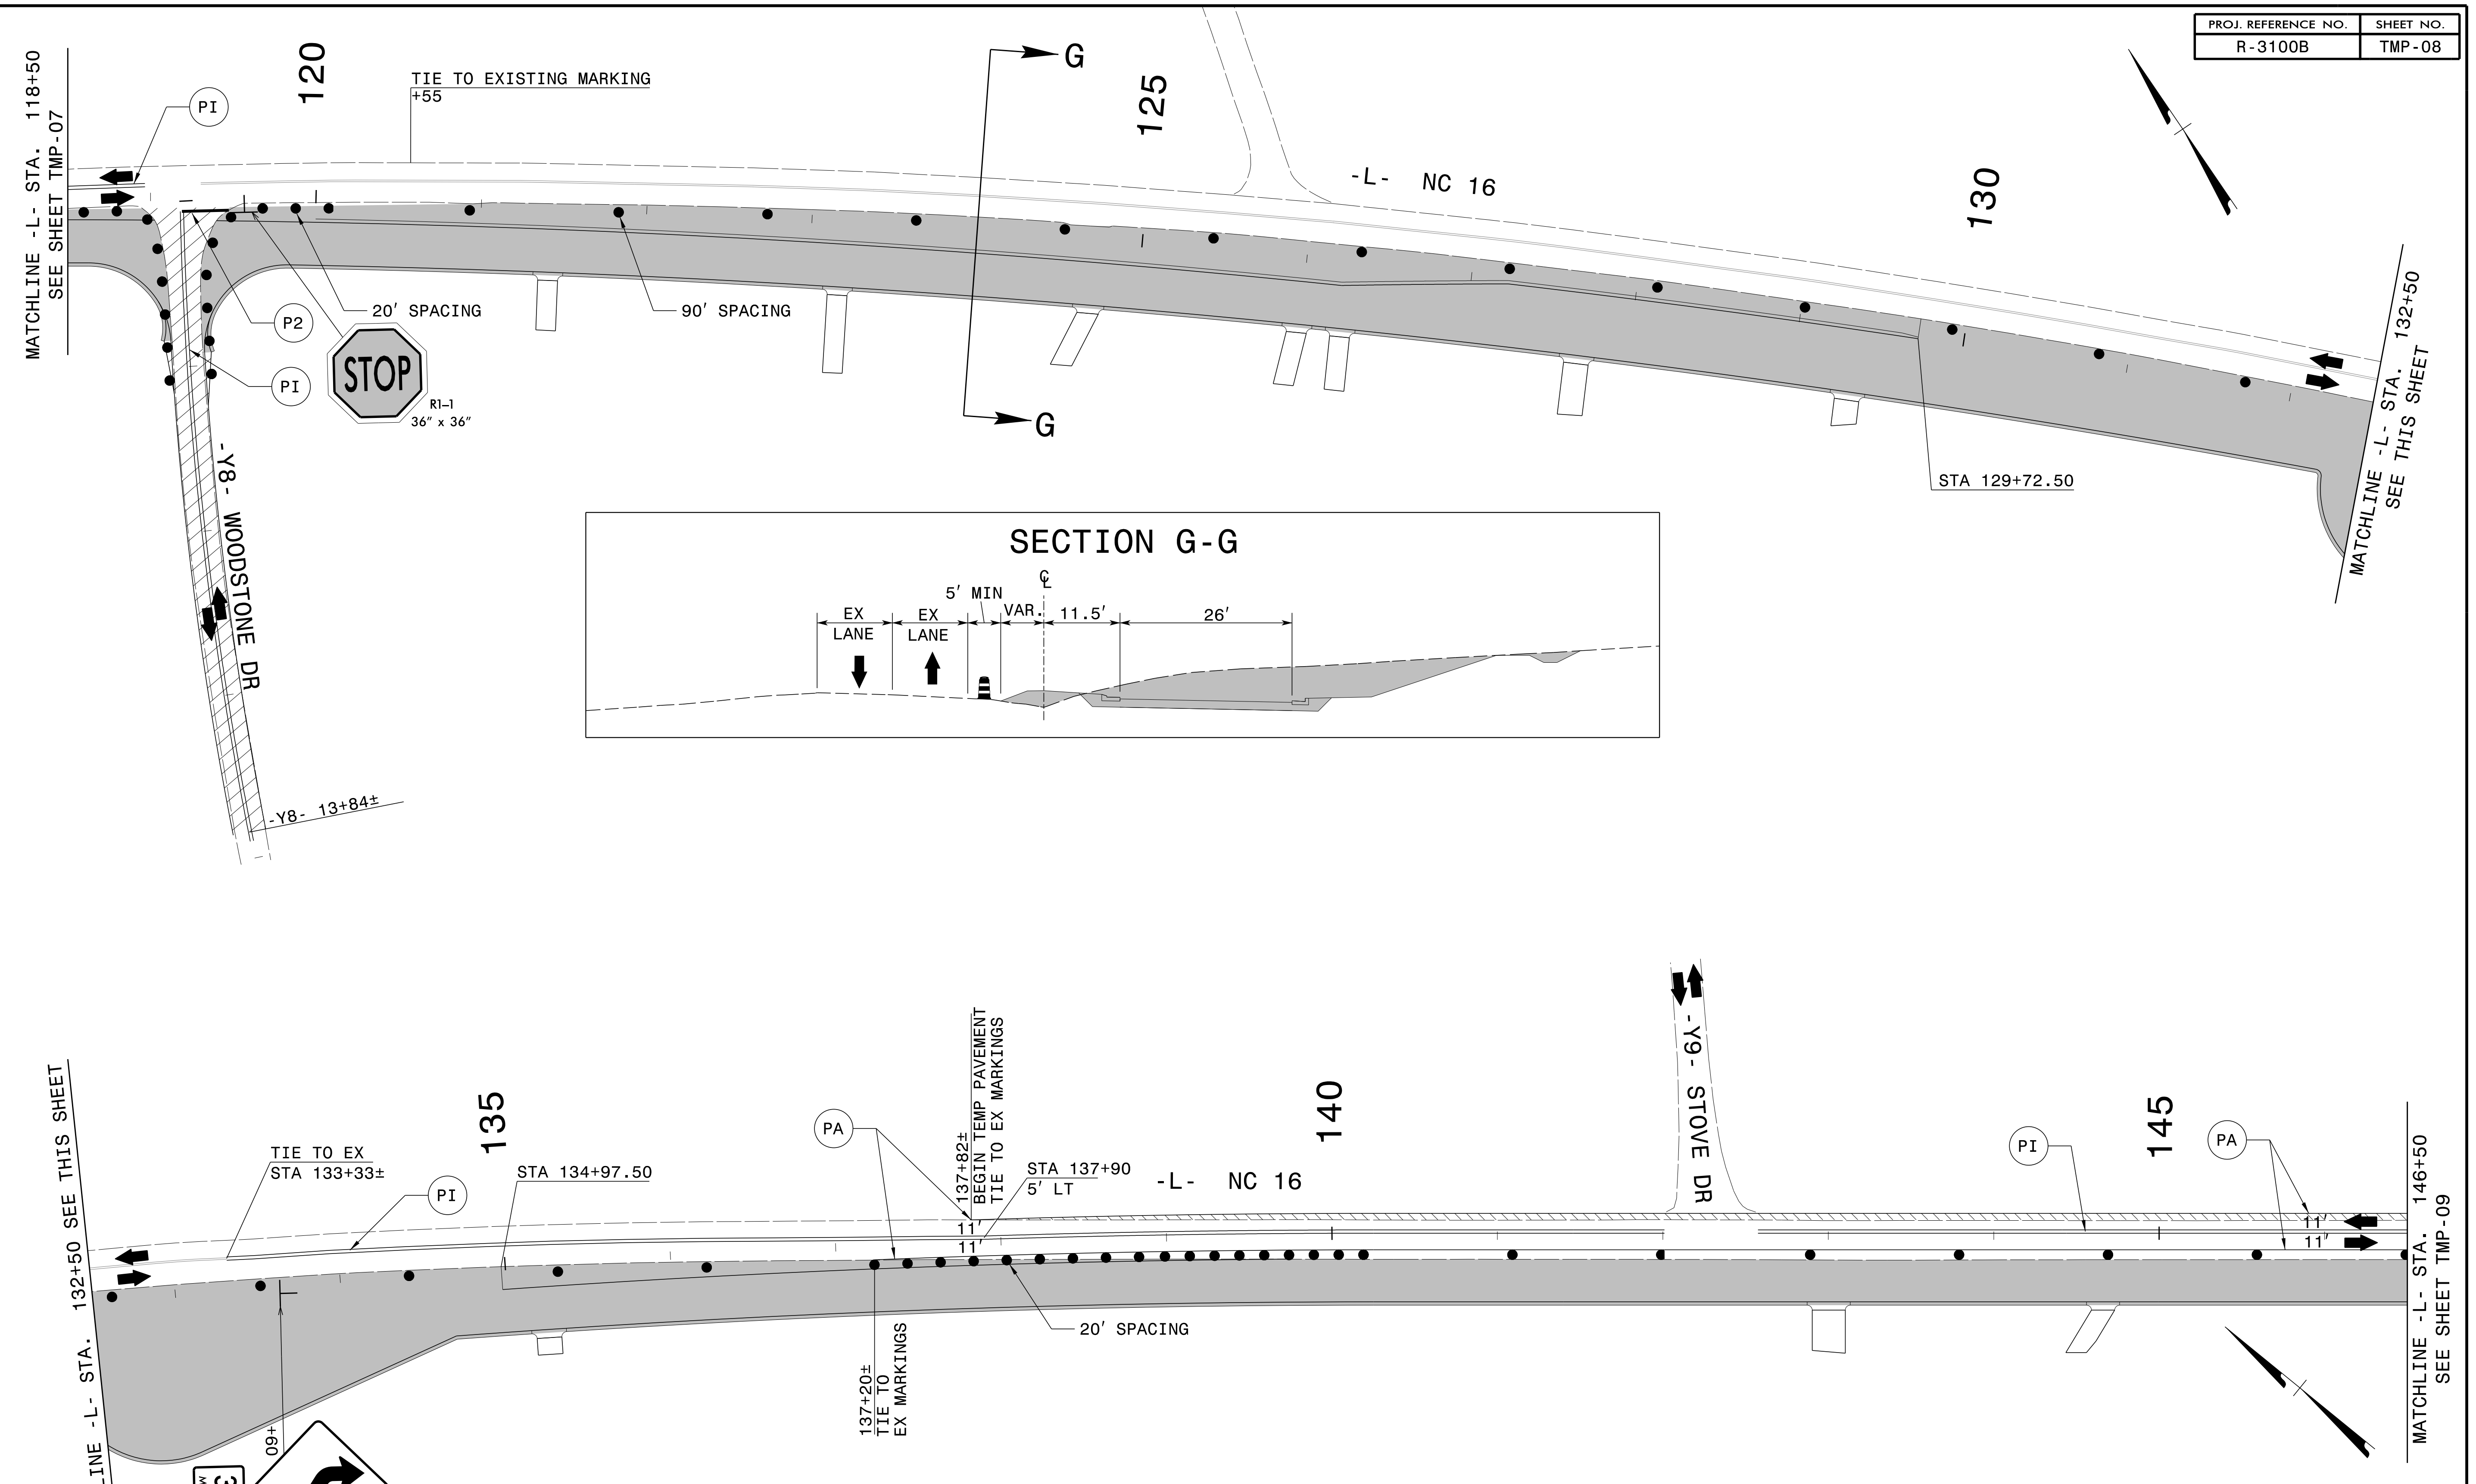 PROJ. REFERENCE NO.
SHEET NO.
R-3100B
TMP-08
MATCHLINE -L- STA. 118+50
SEE SHEET TMP-07
PI
120
TIE TO EXISTING MARKING
+55
G
125
-L- NC 16
130
20' SPACING
90' SPACING
P2
PI
STOP
R1-1
36" x 36"
G
STA 129+72.50
MATCHLINE -L- STA. 132+50
SEE THIS SHEET
-Y8- WOODSTONE DR
-Y8- 13+84±
SECTION G-G
EX
LANE
EX
LANE
5' MIN
VAR.
CL
11.5'
26'
MATCHLINE -L- STA. 132+50 SEE THIS SHEET
LINE -L- STA.
TIE TO EX
STA 133+33±
PI
135
STA 134+97.50
PA
137+82±
BEGIN TEMP PAVEMENT
TIE TO EX MARKINGS
STA 137+90
5' LT
-L- NC 16
140
11'
11'
-Y9- STOVE DR
PI
145
PA
11'
11'
MATCHLINE -L- STA. 146+50
SEE SHEET TMP-09
20' SPACING
137+20±
TIE TO
EX MARKINGS
+60
3